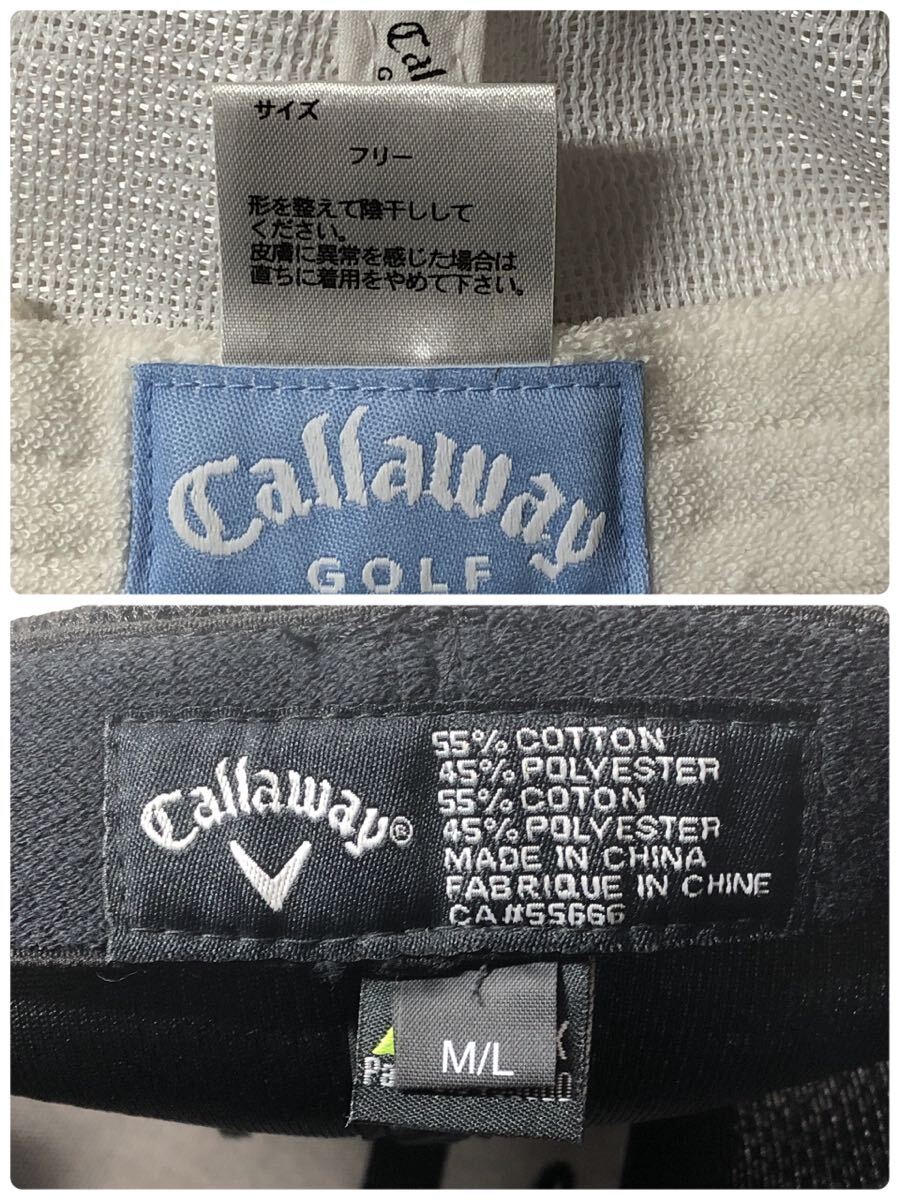 Call
G
サイズ
フリー
形を整えて陰干しして
ください。
皮膚に異常を感じた場合は
直ちに着用をやめて下さい。
Callaway
GOLF
Callaway®
55% COTTON
45% POLYESTER
55% COTON
45% POLYESTER
MADE IN CHINA
FABRIQUE IN CHINE
CA#55666
M/L